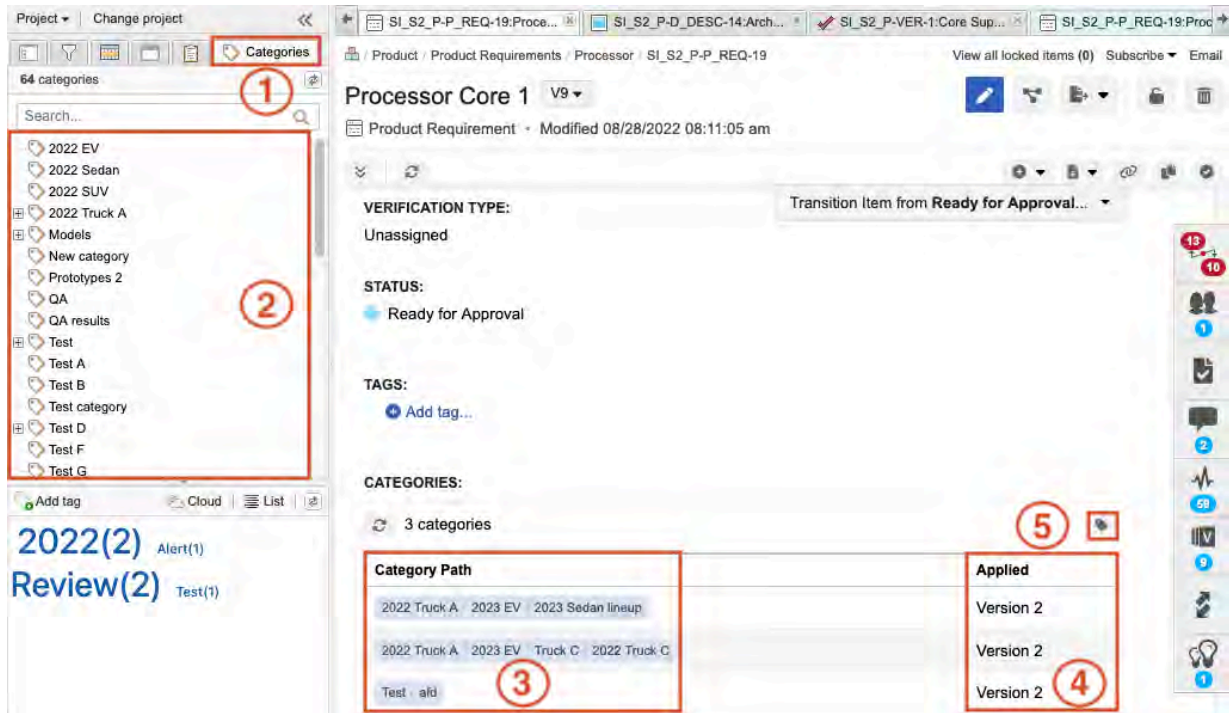 Project Change project
SI_S2_P-P_REQ-19:Proce...
SI_S2_P-D_DESC-14:Arch...
SI_S2_P-VER-1:Core Sup...
SI_S2_P-P_REQ-19:Proc
Categories
1
64 categories
Search...
2022 EV
2022 Sedan
2022 SUV
2022 Truck A
Models
New category
Prototypes 2
QA
QA results
Test
Test A
Test B
Test category
Test D
Test F
Test G
2
Add tag Cloud List
2022(2) Alert(1)
Review(2) Test(1)
/ Product / Product Requirements / Processor / SI_S2_P-P_REQ-19
View all locked items (0) Subscribe Email
Processor Core 1 V9
Product Requirement • Modified 08/28/2022 08:11:05 am
Transition Item from Ready for Approval...
VERIFICATION TYPE:
Unassigned
STATUS:
Ready for Approval
TAGS:
Add tag...
CATEGORIES:
3 categories
5
Category Path Applied
2022 Truck A / 2023 EV / 2023 Sedan lineup Version 2
2022 Truck A / 2023 EV / Truck C / 2022 Truck C Version 2
Test / afd Version 2
3
4
13
10
1
2
59
9
1